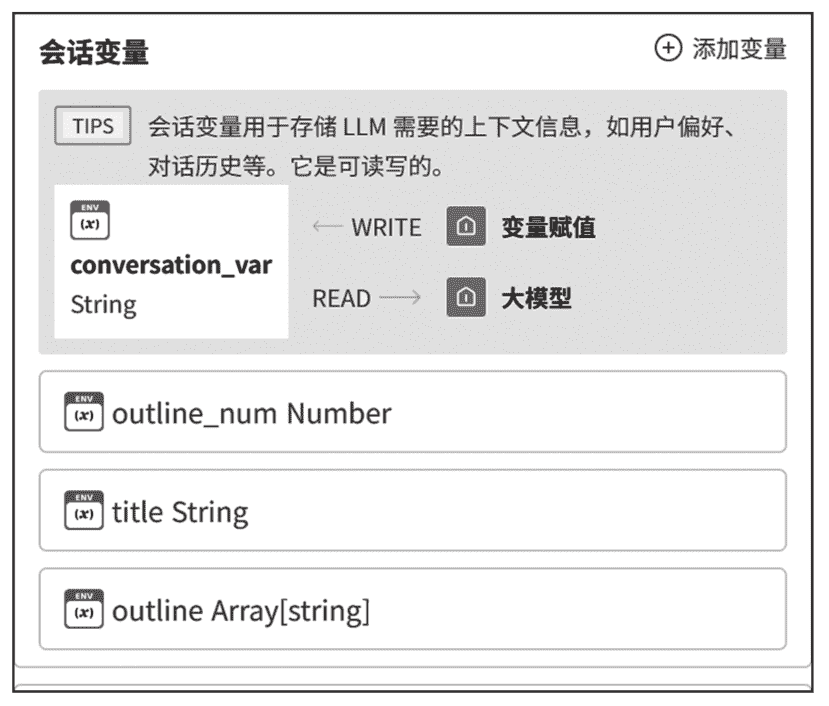 会话变量
添加变量
TIPS
会话变量用于存储 LLM 需要的上下文信息，如用户偏好、
对话历史等。它是可读写的。
ENV
(x)
conversation_var
String
WRITE
变量赋值
READ
大模型
ENV
(x)
outline_num Number
ENV
(x)
title String
ENV
(x)
outline Array[string]